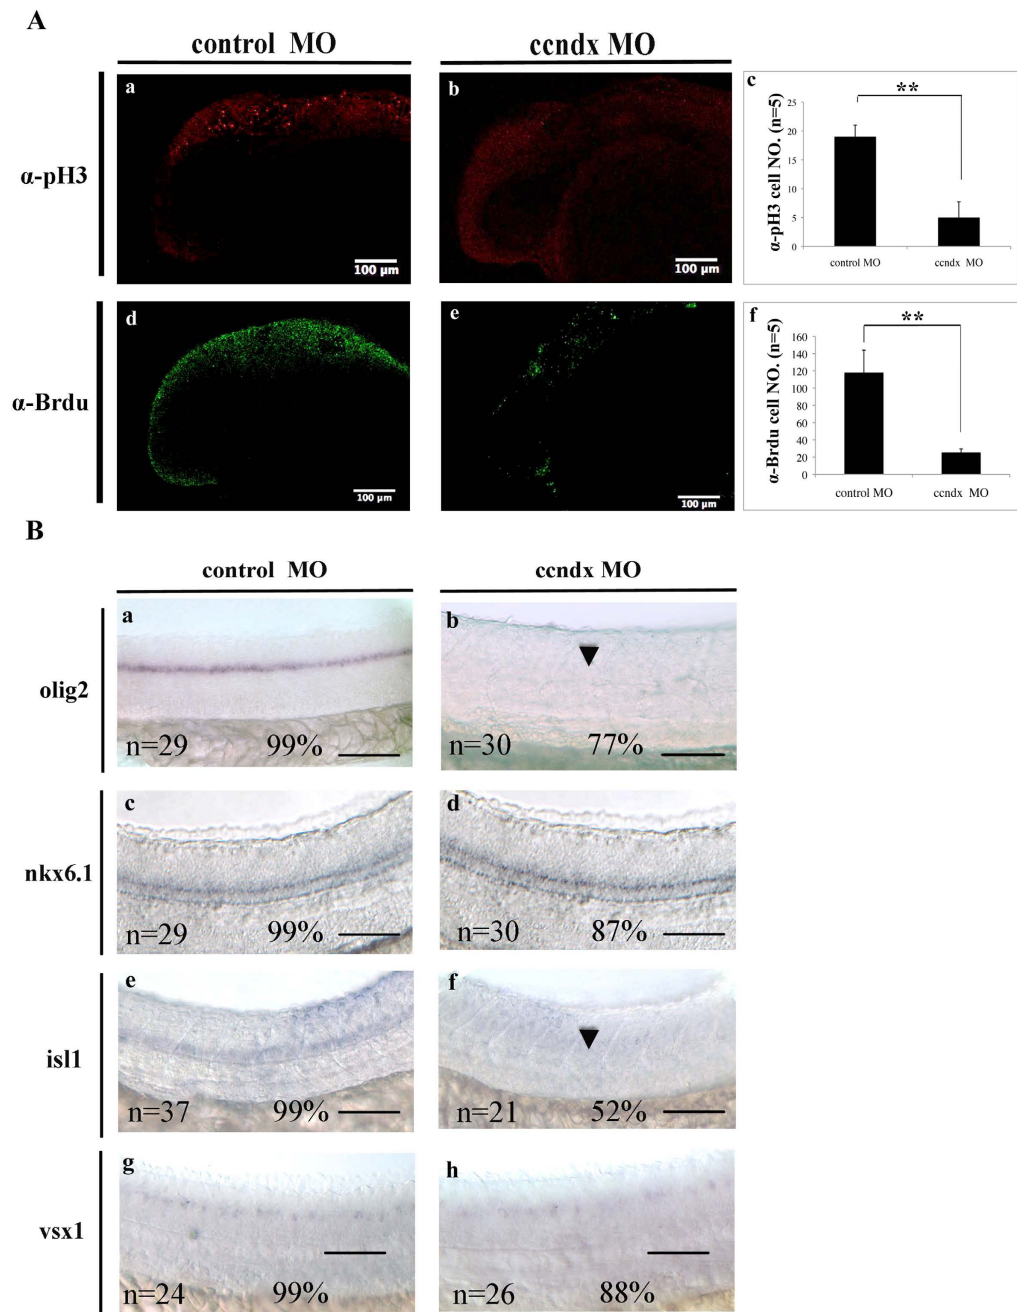 A
control MO
ccndx MO
α-pH3
a
100 μm
b
100 μm
c
**
α-pH3 cell NO. (n=5)
25
20
15
10
5
0
control MO
ccndx MO
α-Brdu
d
100 μm
e
100 μm
f
**
α-Brdu cell NO. (n=5)
160
140
120
100
80
60
40
20
0
control MO
ccndx MO
B
control MO
ccndx MO
olig2
a
n=29 99%
b
n=30 77%
nkx6.1
c
n=29 99%
d
n=30 87%
isl1
e
n=37 99%
f
n=21 52%
vsx1
g
n=24 99%
h
n=26 88%